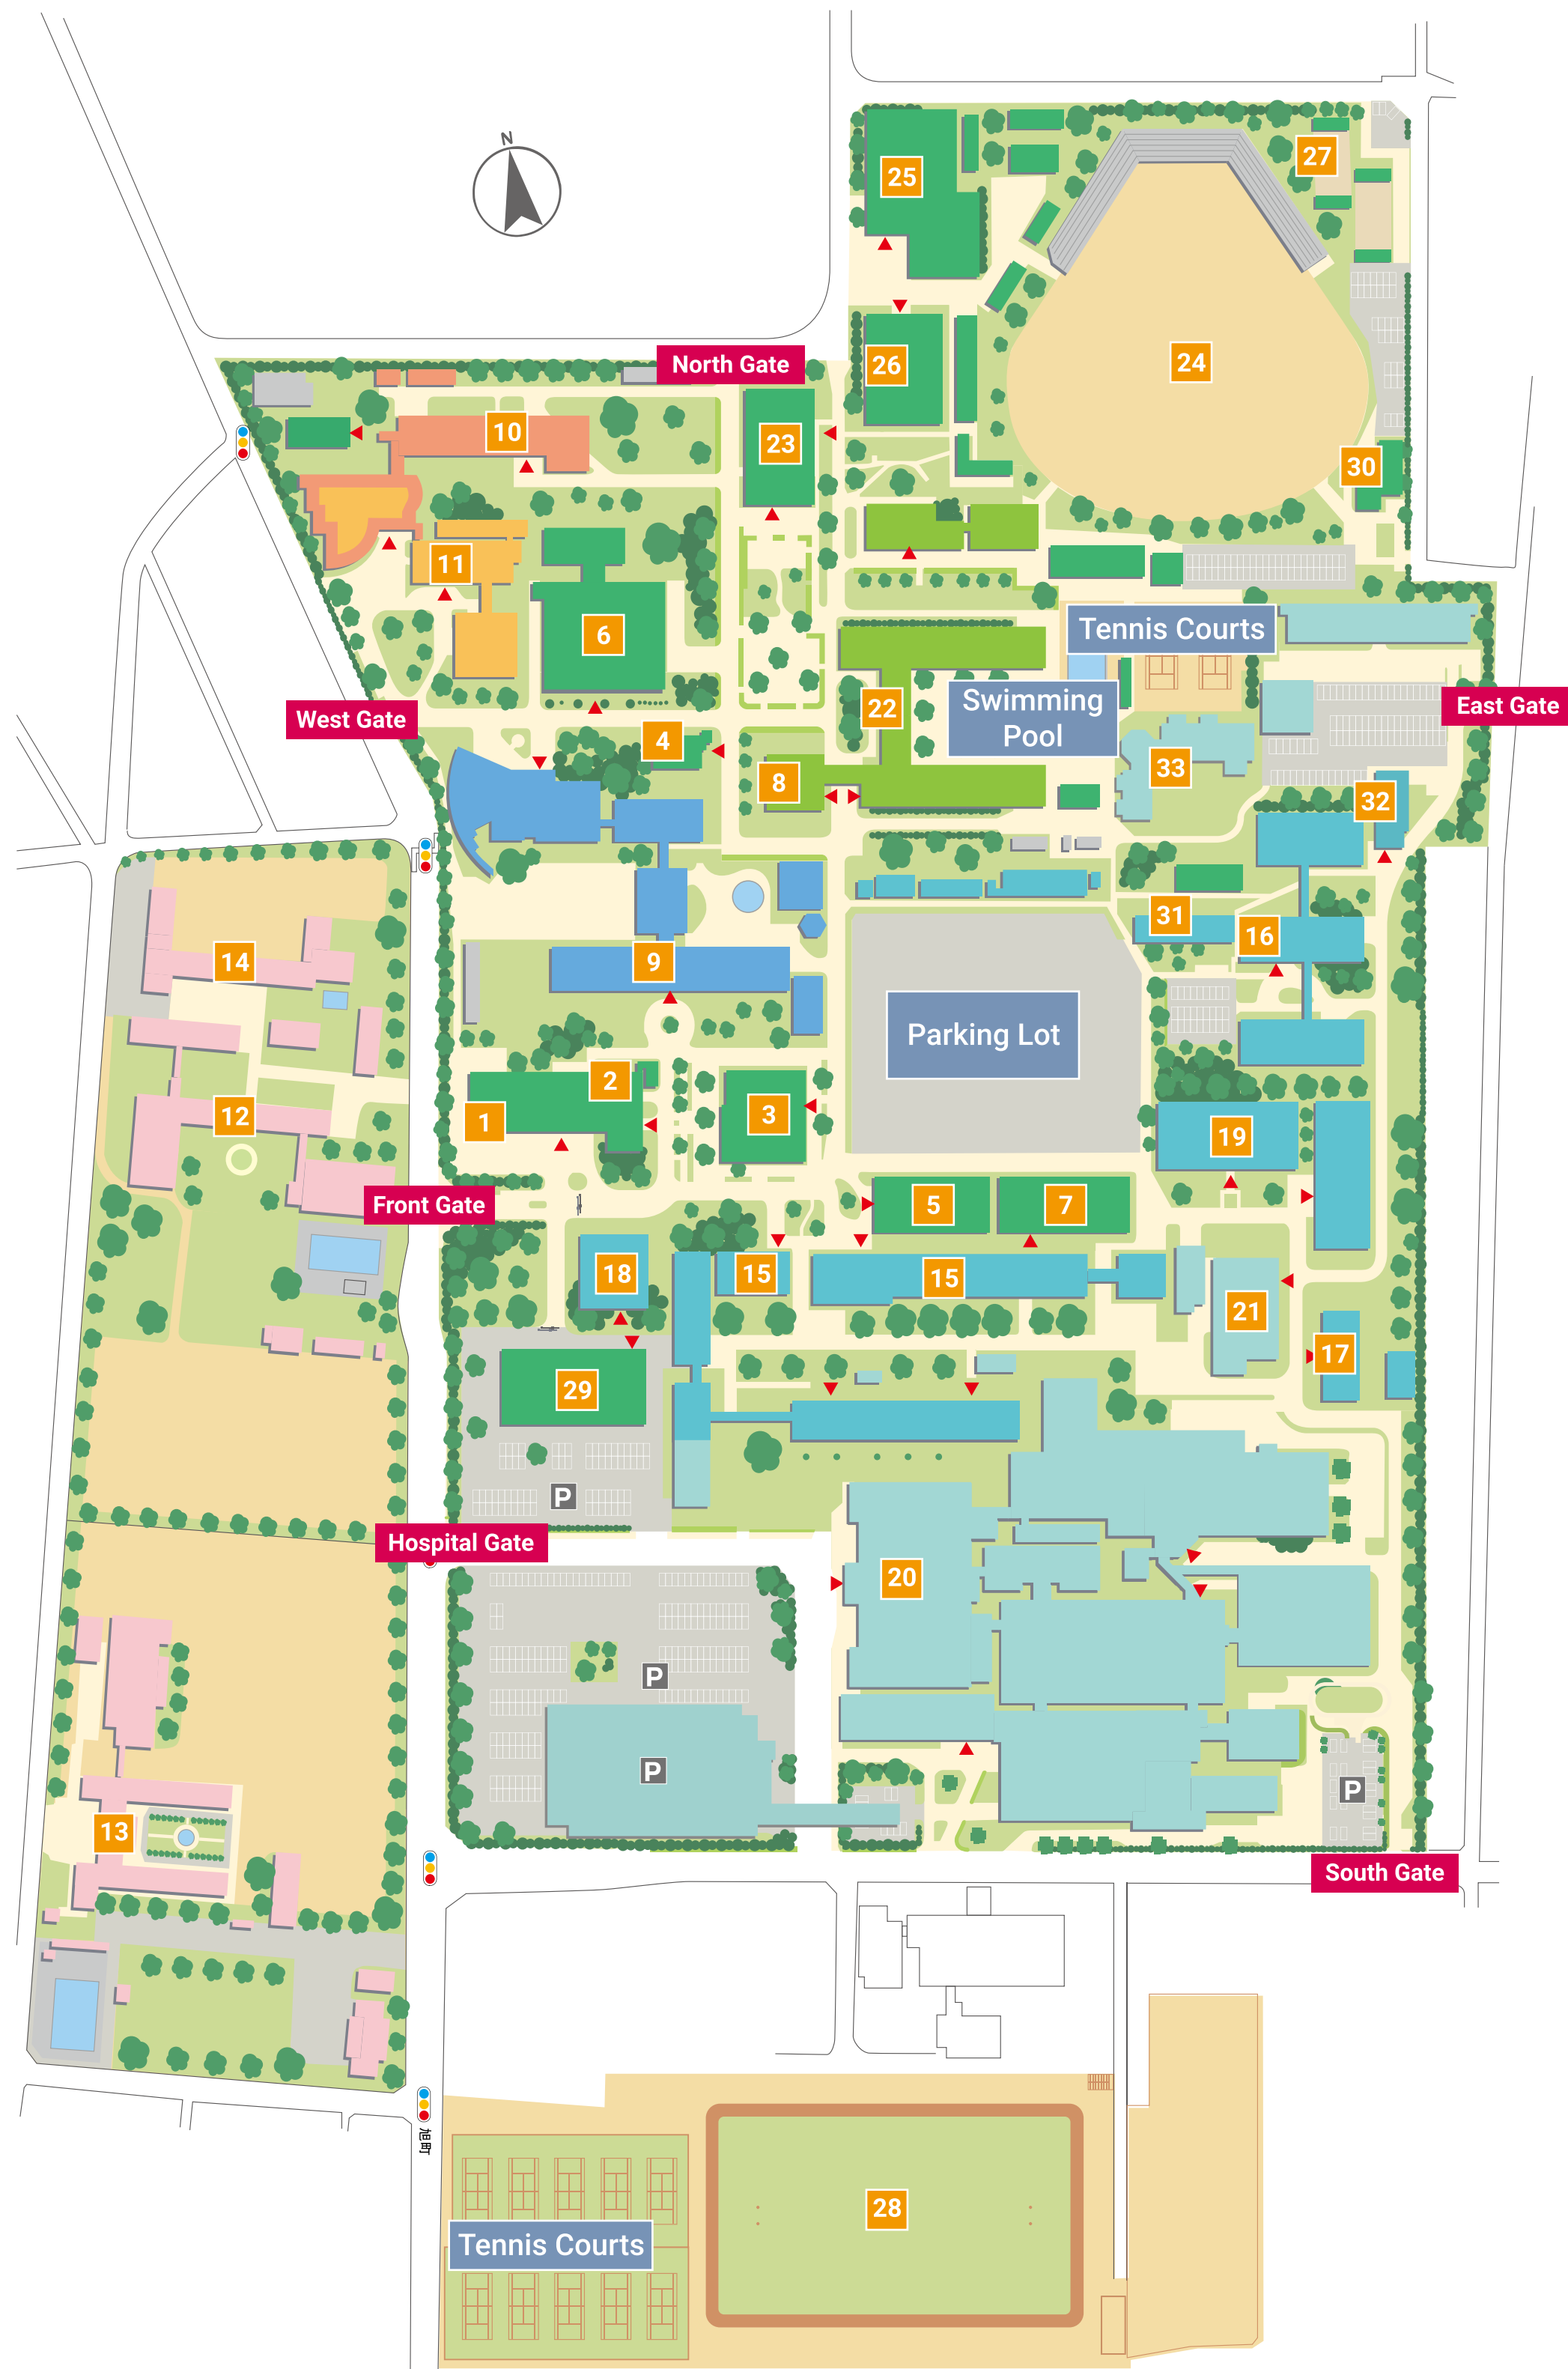 N
25
27
24
26
North Gate
10
23
30
11
6
Tennis Courts
22
Swimming
Pool
West Gate
East Gate
4
8
33
32
31
16
14
9
Parking Lot
2
1
3
12
19
Front Gate
5
7
18
15
15
21
17
29
P
Hospital Gate
20
P
P
P
13
South Gate
旭町
28
Tennis Courts